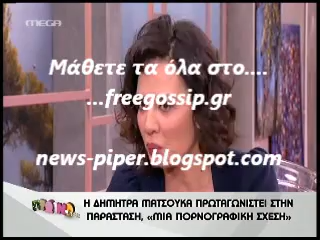 MEGA
Μάθετε τα όλα στο....
...freegossip.gr
news-piper.blogspot.com
Η ΔΗΜΗΤΡΑ ΜΑΤΣΟΥΚΑ ΠΡΩΤΑΓΩΝΙΣΤΕΙ ΣΤΗΝ
ΠΑΡΑΣΤΑΣΗ, «ΜΙΑ ΠΟΡΝΟΓΡΑΦΙΚΗ ΣΧΕΣΗ»